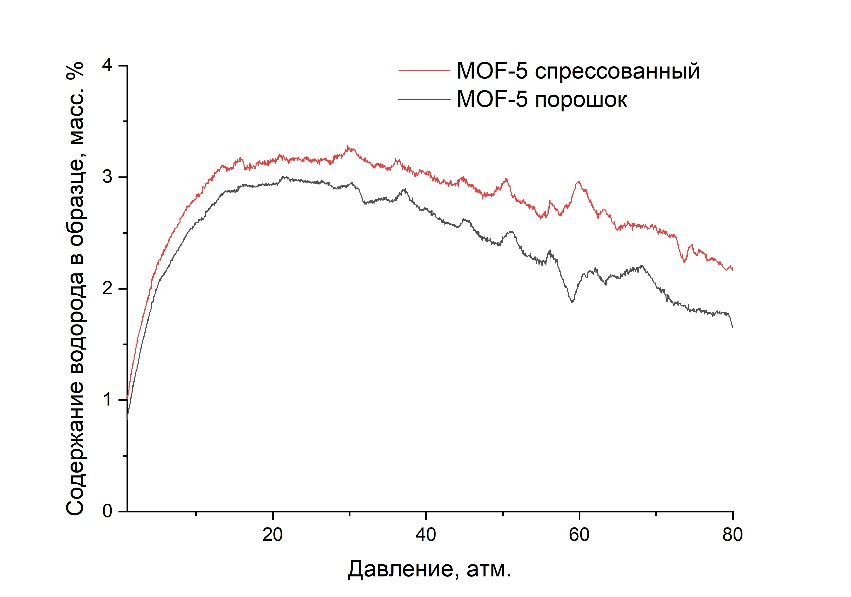 4
3
2
1
0
Содержание водорода в образце, масс. %
MOF-5 спрессованный
MOF-5 порошок
20
40
60
80
Давление, атм.